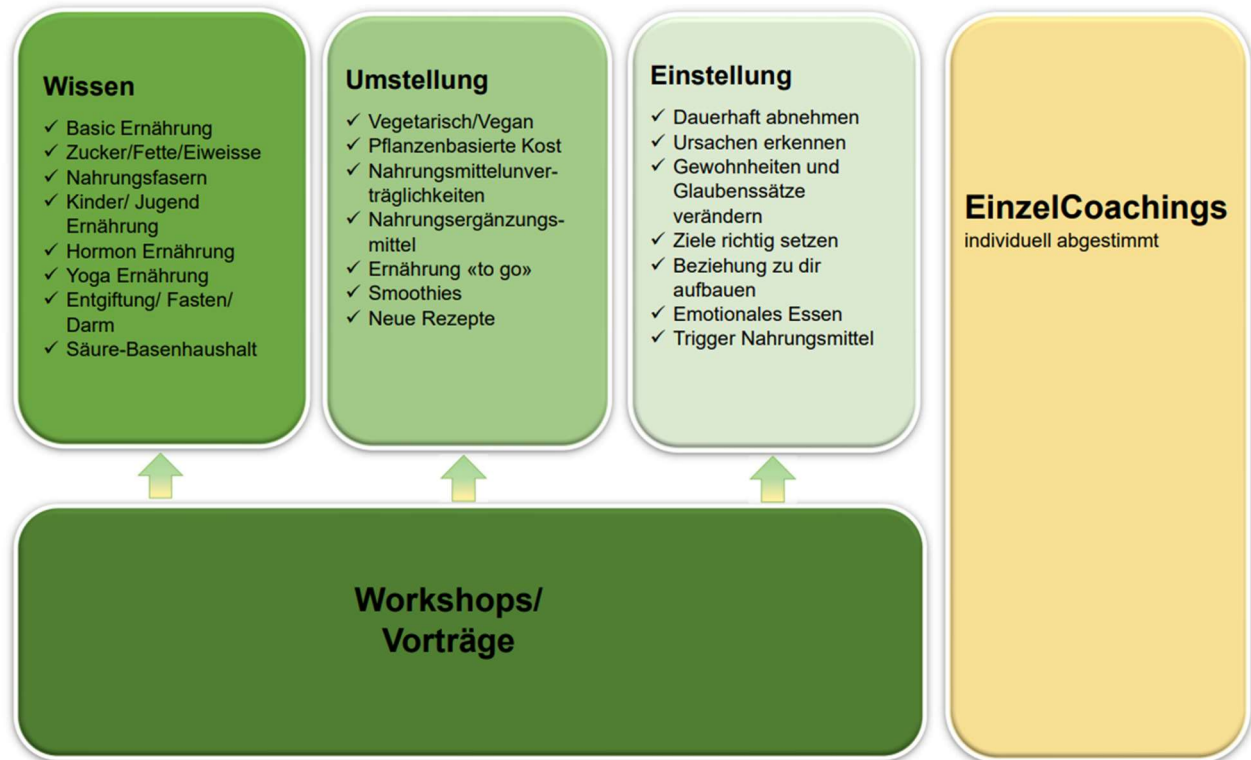 Wissen
✓ Basic Ernährung
✓ Zucker/Fette/Eiweisse
✓ Nahrungsfasern
✓ Kinder/ Jugend
Ernährung
✓ Hormon Ernährung
✓ Yoga Ernährung
✓ Entgiftung/ Fasten/
Darm
✓ Säure-Basenhaushalt
Umstellung
✓ Vegetarisch/Vegan
✓ Pflanzenbasierte Kost
✓ Nahrungsmittelunver-
träglichkeiten
✓ Nahrungsergänzungs-
mittel
✓ Ernährung «to go»
✓ Smoothies
✓ Neue Rezepte
Einstellung
✓ Dauerhaft abnehmen
✓ Ursachen erkennen
✓ Gewohnheiten und
Glaubenssätze
verändern
✓ Ziele richtig setzen
✓ Beziehung zu dir
aufbauen
✓ Emotionales Essen
✓ Trigger Nahrungsmittel
EinzelCoachings
individuell abgestimmt
Workshops/
Vorträge